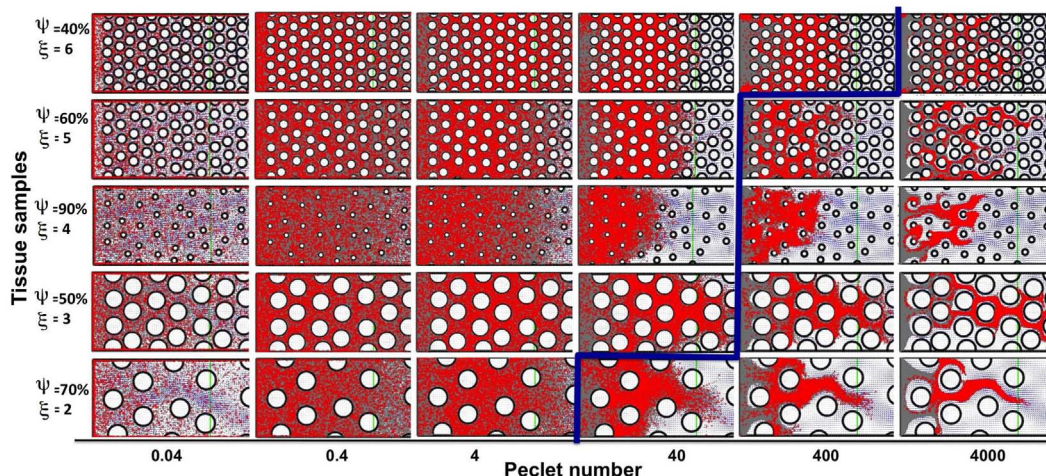 ψ =40%
ξ = 6
ψ =60%
ξ = 5
ψ =90%
ξ = 4
ψ =50%
ξ = 3
ψ =70%
ξ = 2
Tissue samples
0.04 0.4 4 40 400 4000
Peclet number